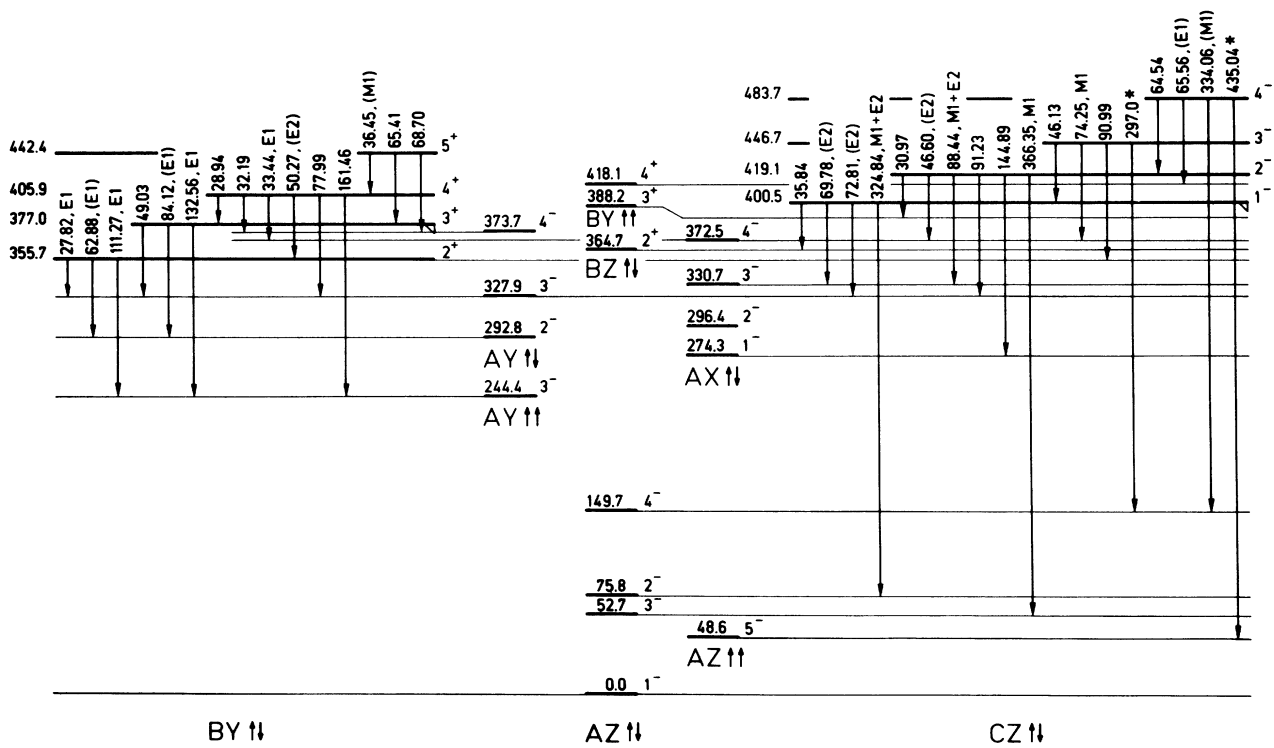 442.4
405.9
377.0
355.7
27.82, E1
62.88, (E1)
111.27, E1
49.03
84.12, (E1)
132.56, E1
28.94
32.19
33.44, E1
50.27, (E2)
77.99
161.46
36.45, (M1)
65.41
68.70
5+
4+
3+
2+
373.7 4-
327.9 3-
292.8 2-
AY ↑↓
244.4 3-
AY ↑↑
418.1 4+
388.2 3+
BY ↑↑
364.7 2+
BZ ↑↓
149.7 4-
75.8 2-
52.7 3-
0.0 1-
372.5 4-
330.7 3-
296.4 2-
274.3 1-
AX ↑↓
48.6 5-
AZ ↑↑
483.7
446.7
419.1
400.5
35.84
69.78, (E2)
72.81, (E2)
324.84, M1+E2
30.97
46.60, (E2)
88.44, M1+E2
91.23
144.89
366.35, M1
46.13
74.25, M1
90.99
297.0*
64.54
65.56, (E1)
334.06, (M1)
435.04*
4-
3-
2-
1-
BY ↑↓
AZ ↑↓
CZ ↑↓